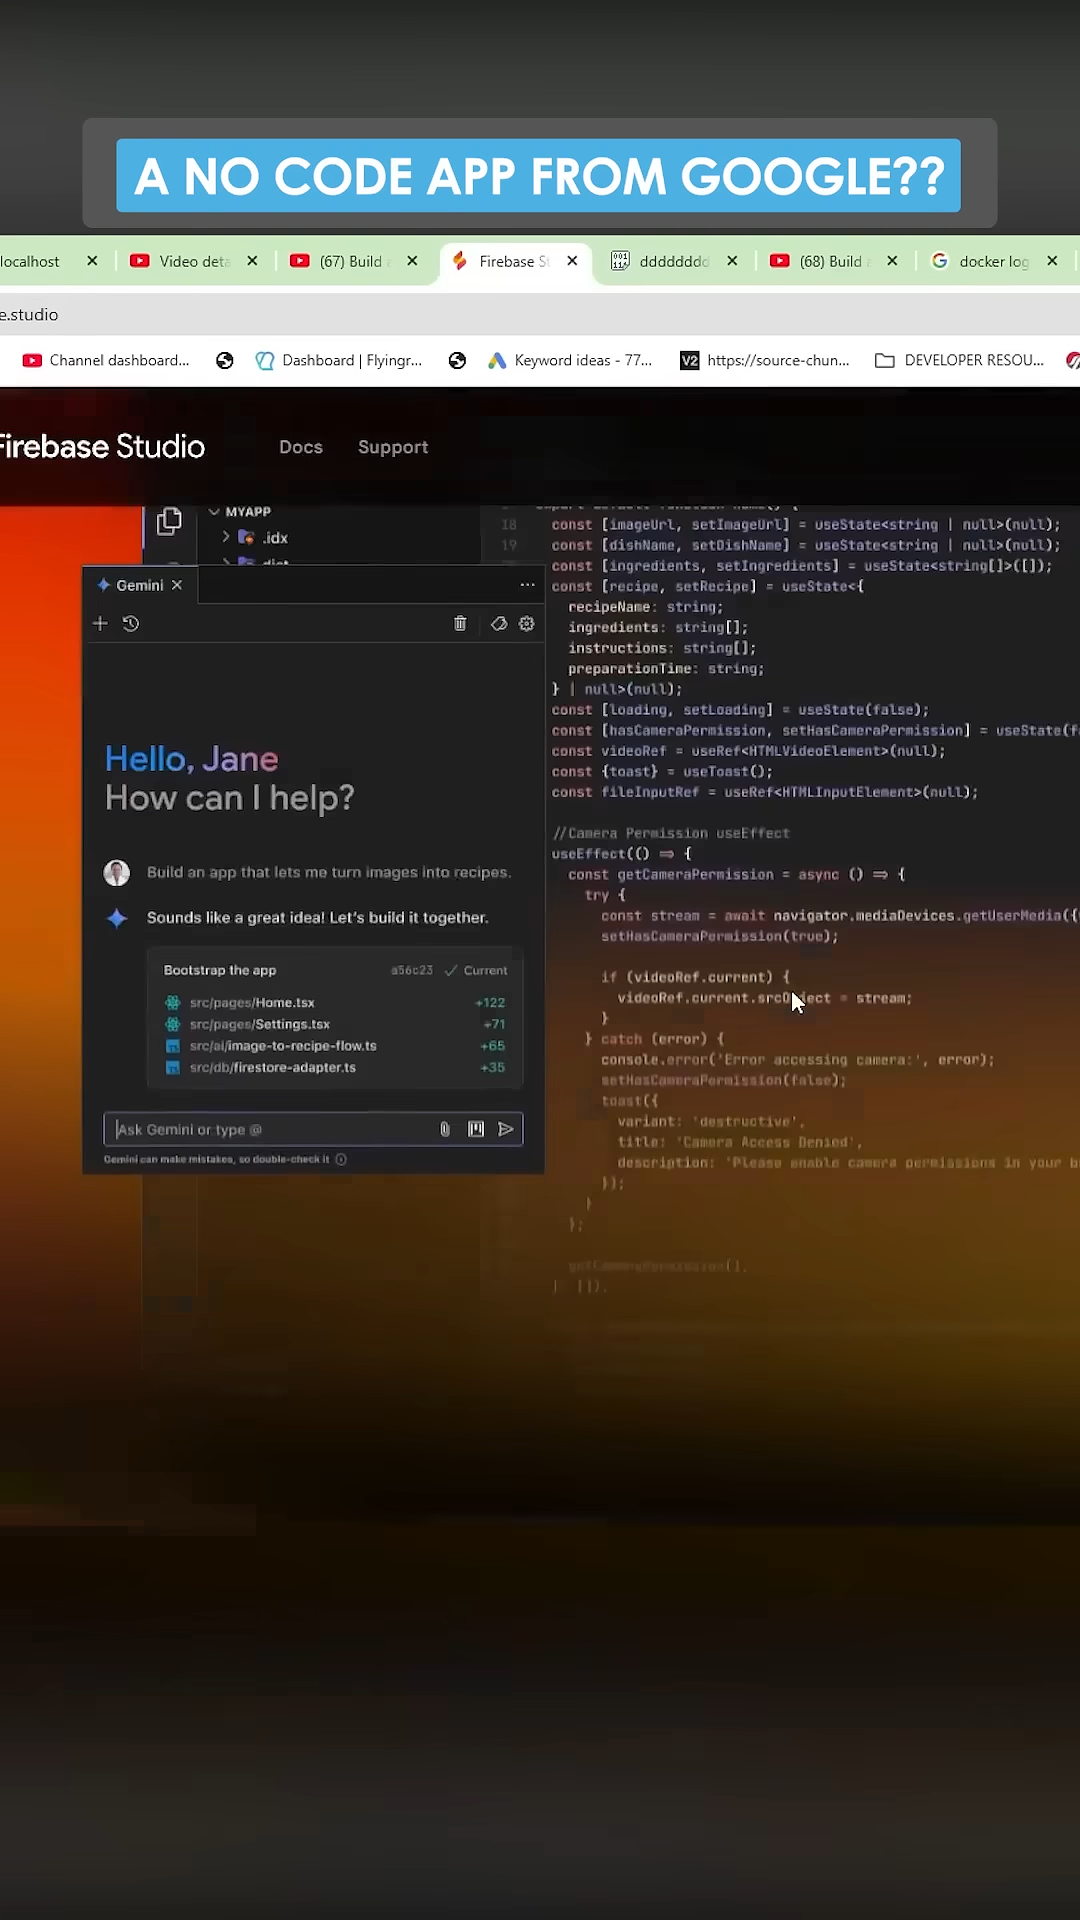 A NO CODE APP FROM GOOGLE??
localhost
Video deta
(67) Build
Firebase St
ddddddddd
(68) Build
docker log
e.studio
Channel dashboard...
Dashboard | Flyingr...
Keyword ideas - 77...
V2
https://source-chun...
DEVELOPER RESOU...
Firebase Studio
Docs
Support
MYAPP
.idx
18
19
const [imageUrl, setImageUrl] = useState<string | null>(null);
const [dishName, setDishName] = useState<string | null>(null);
const [ingredients, setIngredients] = useState<string[]>([]);
const [recipe, setRecipe] = useState<{
recipeName: string;
ingredients: string[];
instructions: string[];
preparationTime: string;
} | null>(null);
const [loading, setLoading] = useState(false);
const [hasCameraPermission, setHasCameraPermission] = useState(f
const videoRef = useRef<HTMLVideoElement>(null);
const {toast} = useToast();
const fileInputRef = useRef<HTMLInputElement>(null);
//Camera Permission useEffect
useEffect(() => {
const getCameraPermission = async () => {
try {
const stream = await navigator.mediaDevices.getUserMedia({
setHasCameraPermission(true);
if (videoRef.current) {
videoRef.current.srcObject = stream;
}
} catch (error) {
console.error('Error accessing camera:', error);
setHasCameraPermission(false);
toast({
variant: 'destructive',
title: 'Camera Access Denied',
description: 'Please enable camera permissions in your b
});
}
};
getCameraPermission();
}, []);
Gemini
Hello, Jane
How can I help?
Build an app that lets me turn images into recipes.
Sounds like a great idea! Let's build it together.
Bootstrap the app
a56c23
Current
src/pages/Home.tsx
+122
src/pages/Settings.tsx
+71
src/ai/image-to-recipe-flow.ts
+65
src/db/firestore-adapter.ts
+35
Ask Gemini or type @
Gemini can make mistakes, so double-check it